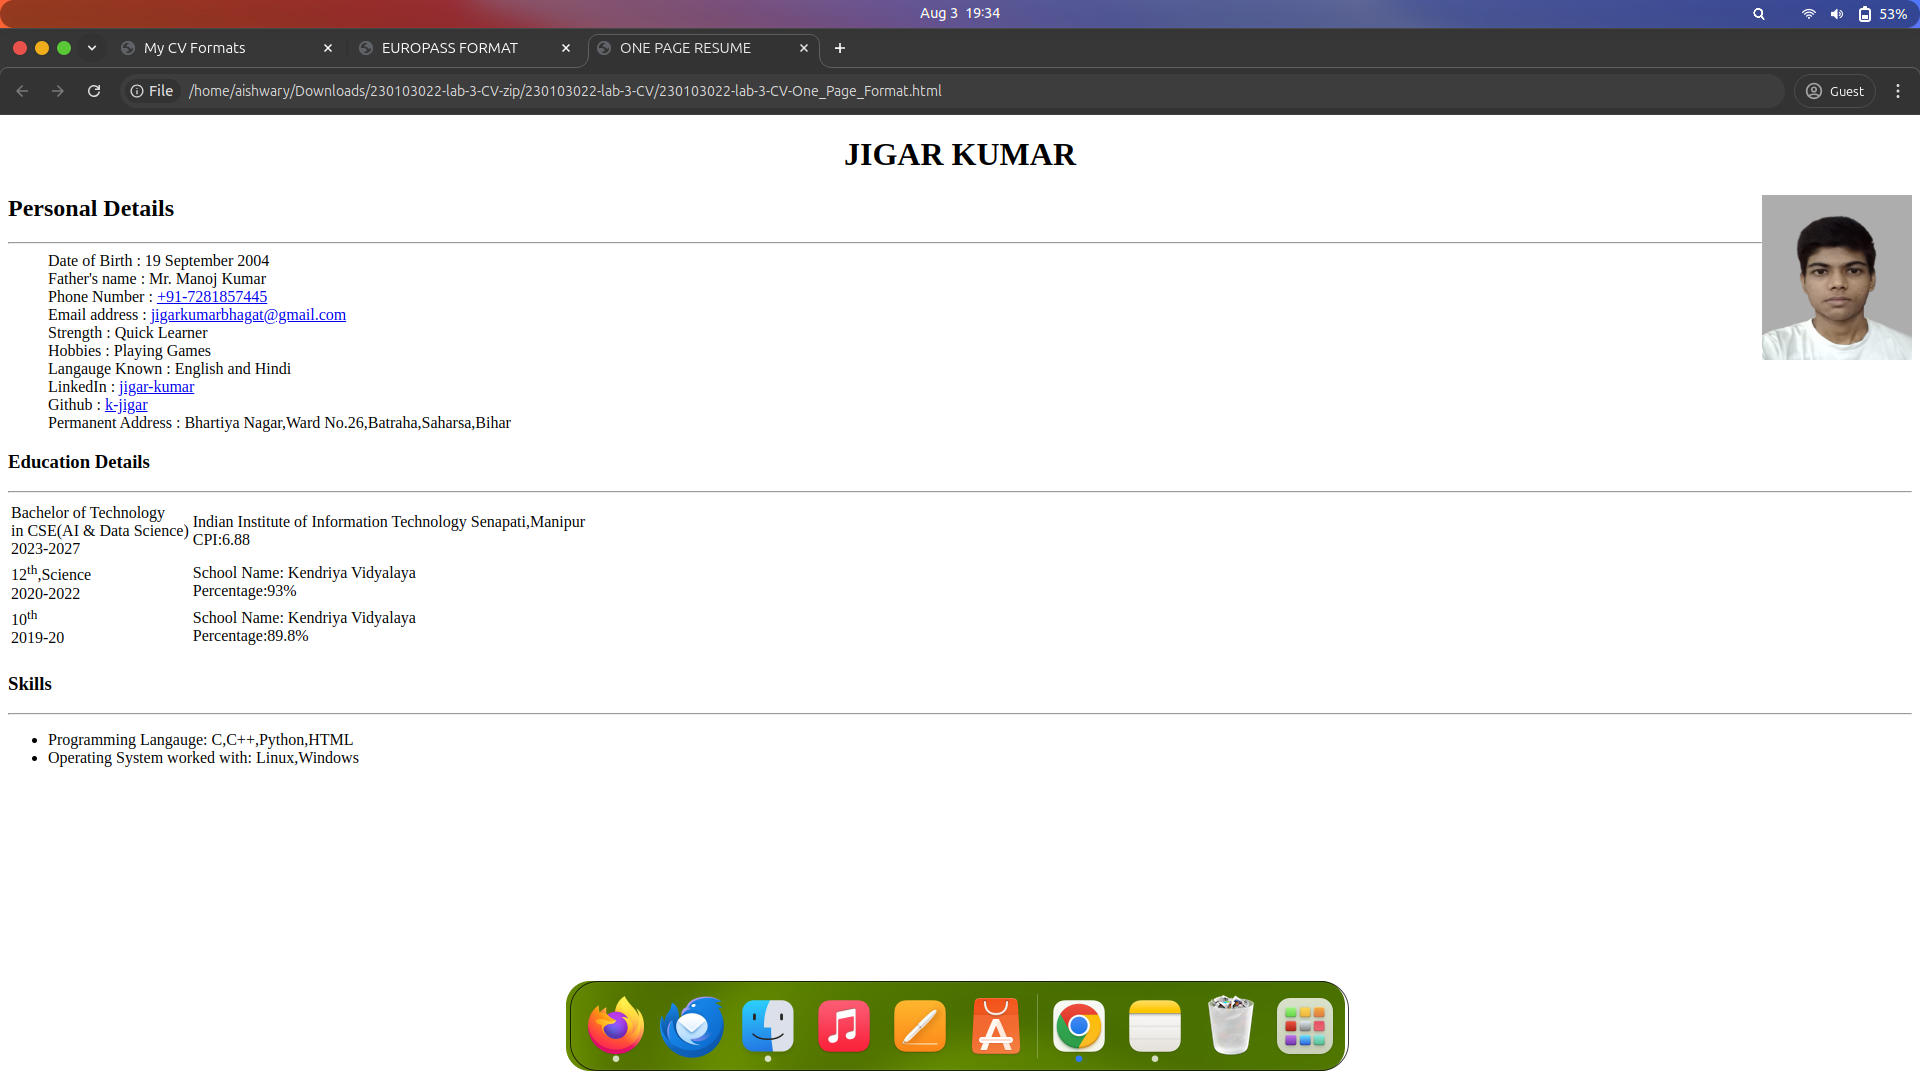 Aug 3 19:34
53%
My CV Formats
EUROPASS FORMAT
ONE PAGE RESUME
File
/home/aishwary/Downloads/230103022-lab-3-CV-zip/230103022-lab-3-CV/230103022-lab-3-CV-One_Page_Format.html
Guest
JIGAR KUMAR
Personal Details
Date of Birth : 19 September 2004
Father's name : Mr. Manoj Kumar
Phone Number : +91-7281857445
Email address : jigarkumarbhagat@gmail.com
Strength : Quick Learner
Hobbies : Playing Games
Langauge Known : English and Hindi
LinkedIn : jigar-kumar
Github : k-jigar
Permanent Address : Bhartiya Nagar,Ward No.26,Batraha,Saharsa,Bihar
Education Details
Bachelor of Technology
in CSE(AI & Data Science)
2023-2027
Indian Institute of Information Technology Senapati,Manipur
CPI:6.88
12th,Science
2020-2022
School Name: Kendriya Vidyalaya
Percentage:93%
10th
2019-20
School Name: Kendriya Vidyalaya
Percentage:89.8%
Skills
Programming Langauge: C,C++,Python,HTML
Operating System worked with: Linux,Windows